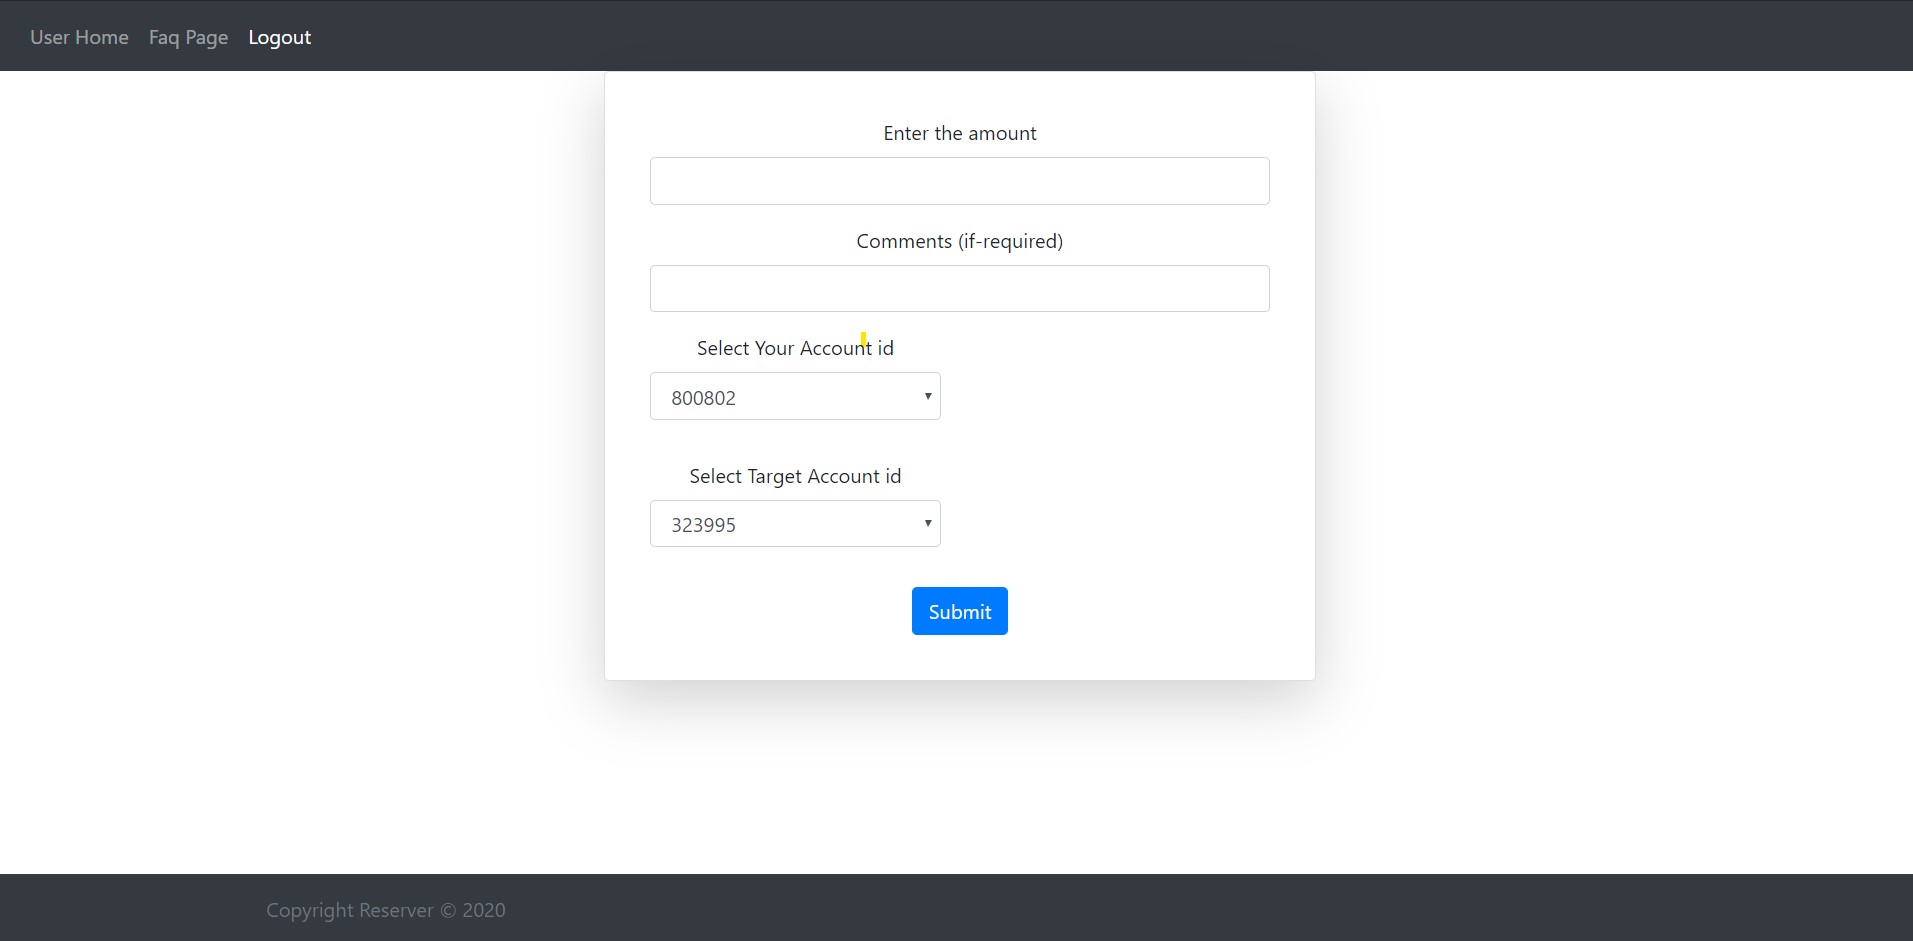 User Home Faq Page Logout
Enter the amount
Comments (if-required)
Select Your Account id
800802
Select Target Account id
323995
Submit
Copyright Reserver © 2020